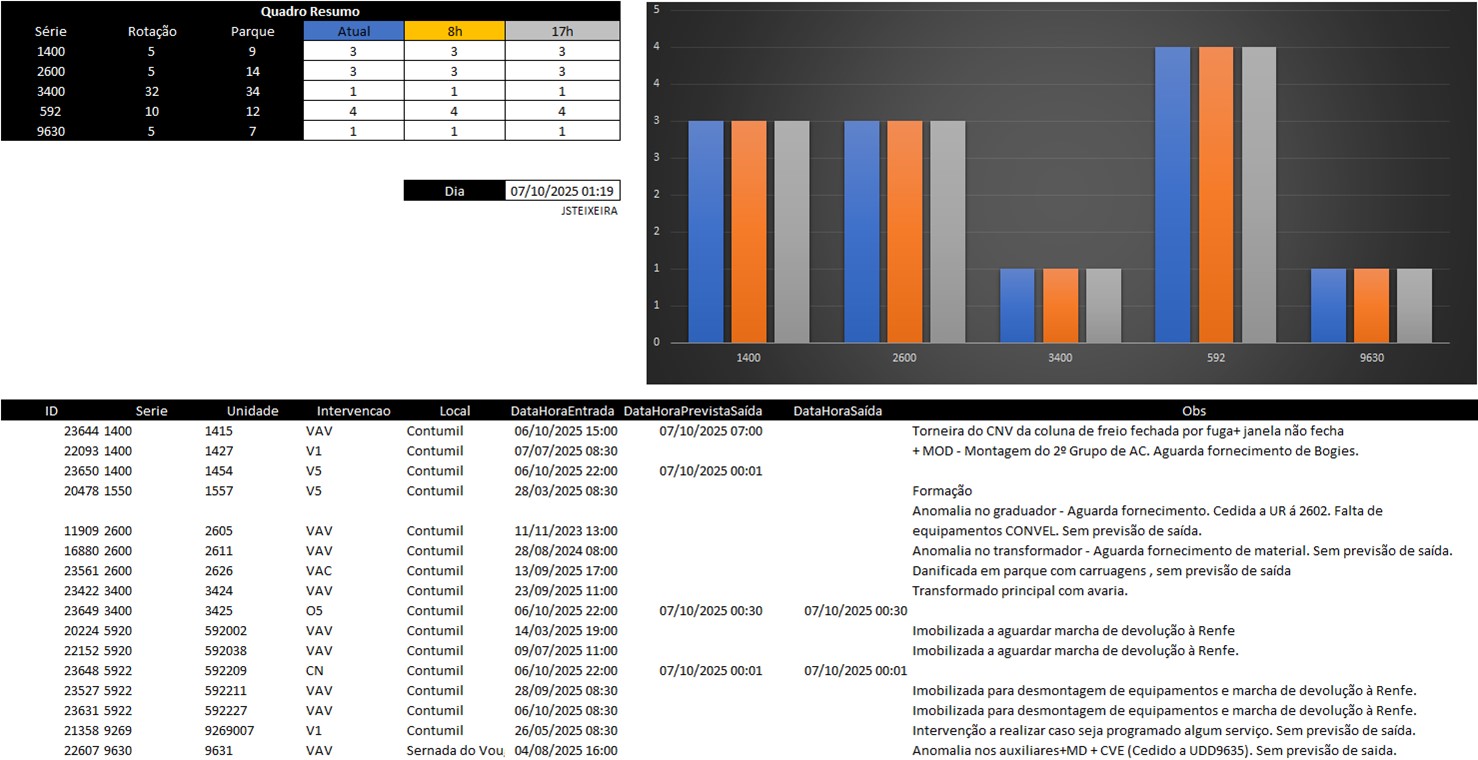 Quadro Resumo
Série Rotação Parque Atual 8h 17h
1400 5 9 3 3 3
2600 5 14 3 3 3
3400 32 34 1 1 1
592 10 12 4 4 4
9630 5 7 1 1 1
Dia 07/10/2025 01:19
JSTEIXEIRA
5
4
4
3
3
2
2
1
1
0
1400 2600 3400 592 9630
ID Serie Unidade Intervencao Local DataHoraEntrada DataHoraPrevistaSaída DataHoraSaída Obs
23644 1400 1415 VAV Contumil 06/10/2025 15:00 07/10/2025 07:00 Torneira do CNV da coluna de freio fechada por fuga+ janela não fecha
22093 1400 1427 V1 Contumil 07/07/2025 08:30 + MOD - Montagem do 2º Grupo de AC. Aguarda fornecimento de Bogies.
23650 1400 1454 V5 Contumil 06/10/2025 22:00 07/10/2025 00:01
20478 1550 1557 V5 Contumil 28/03/2025 08:30 Formação
Anomalia no graduador - Aguarda fornecimento. Cedida a UR á 2602. Falta de
11909 2600 2605 VAV Contumil 11/11/2023 13:00 equipamentos CONVEL. Sem previsão de saída.
16880 2600 2611 VAV Contumil 28/08/2024 08:00 Anomalia no transformador - Aguarda fornecimento de material. Sem previsão de saída.
23561 2600 2626 VAC Contumil 13/09/2025 17:00 Danificada em parque com carruagens , sem previsão de saída
23422 3400 3424 VAV Contumil 23/09/2025 11:00 Transformado principal com avaria.
23649 3400 3425 O5 Contumil 06/10/2025 22:00 07/10/2025 00:30 07/10/2025 00:30
20224 5920 592002 VAV Contumil 14/03/2025 19:00 Imobilizada a aguardar marcha de devolução à Renfe
22152 5920 592038 VAV Contumil 09/07/2025 11:00 Imobilizada a aguardar marcha de devolução à Renfe.
23648 5922 592209 CN Contumil 06/10/2025 22:00 07/10/2025 00:01 07/10/2025 00:01
23527 5922 592211 VAV Contumil 28/09/2025 08:30 Imobilizada para desmontagem de equipamentos e marcha de devolução à Renfe.
23631 5922 592227 VAV Contumil 06/10/2025 08:30 Imobilizada para desmontagem de equipamentos e marcha de devolução à Renfe.
21358 9269 9269007 V1 Contumil 26/05/2025 08:30 Intervenção a realizar caso seja programado algum serviço. Sem previsão de saída.
22607 9630 9631 VAV Sernada do Vou 04/08/2025 16:00 Anomalia nos auxiliares+MD + CVE (Cedido a UDD9635). Sem previsão de saida.